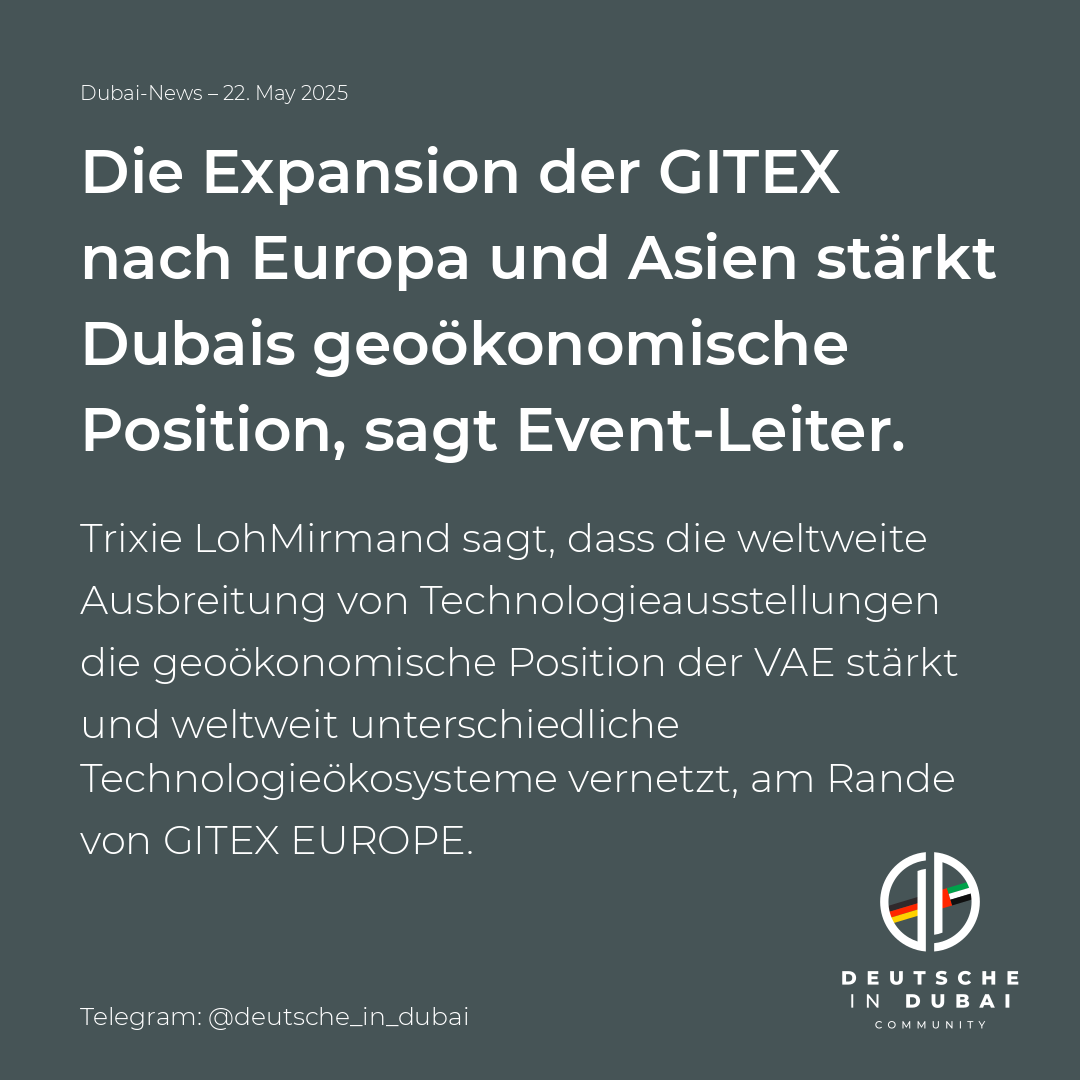 Dubai-News – 22. May 2025
Die Expansion der GITEX
nach Europa und Asien stärkt
Dubais geoökonomische
Position, sagt Event-Leiter.
Trixie LohMirmand sagt, dass die weltweite
Ausbreitung von Technologieausstellungen
die geoökonomische Position der VAE stärkt
und weltweit unterschiedliche
Technologieökosysteme vernetzt, am Rande
von GITEX EUROPE.
DEUTSCHE
IN DUBAI
COMMUNITY
Telegram: @deutsche_in_dubai